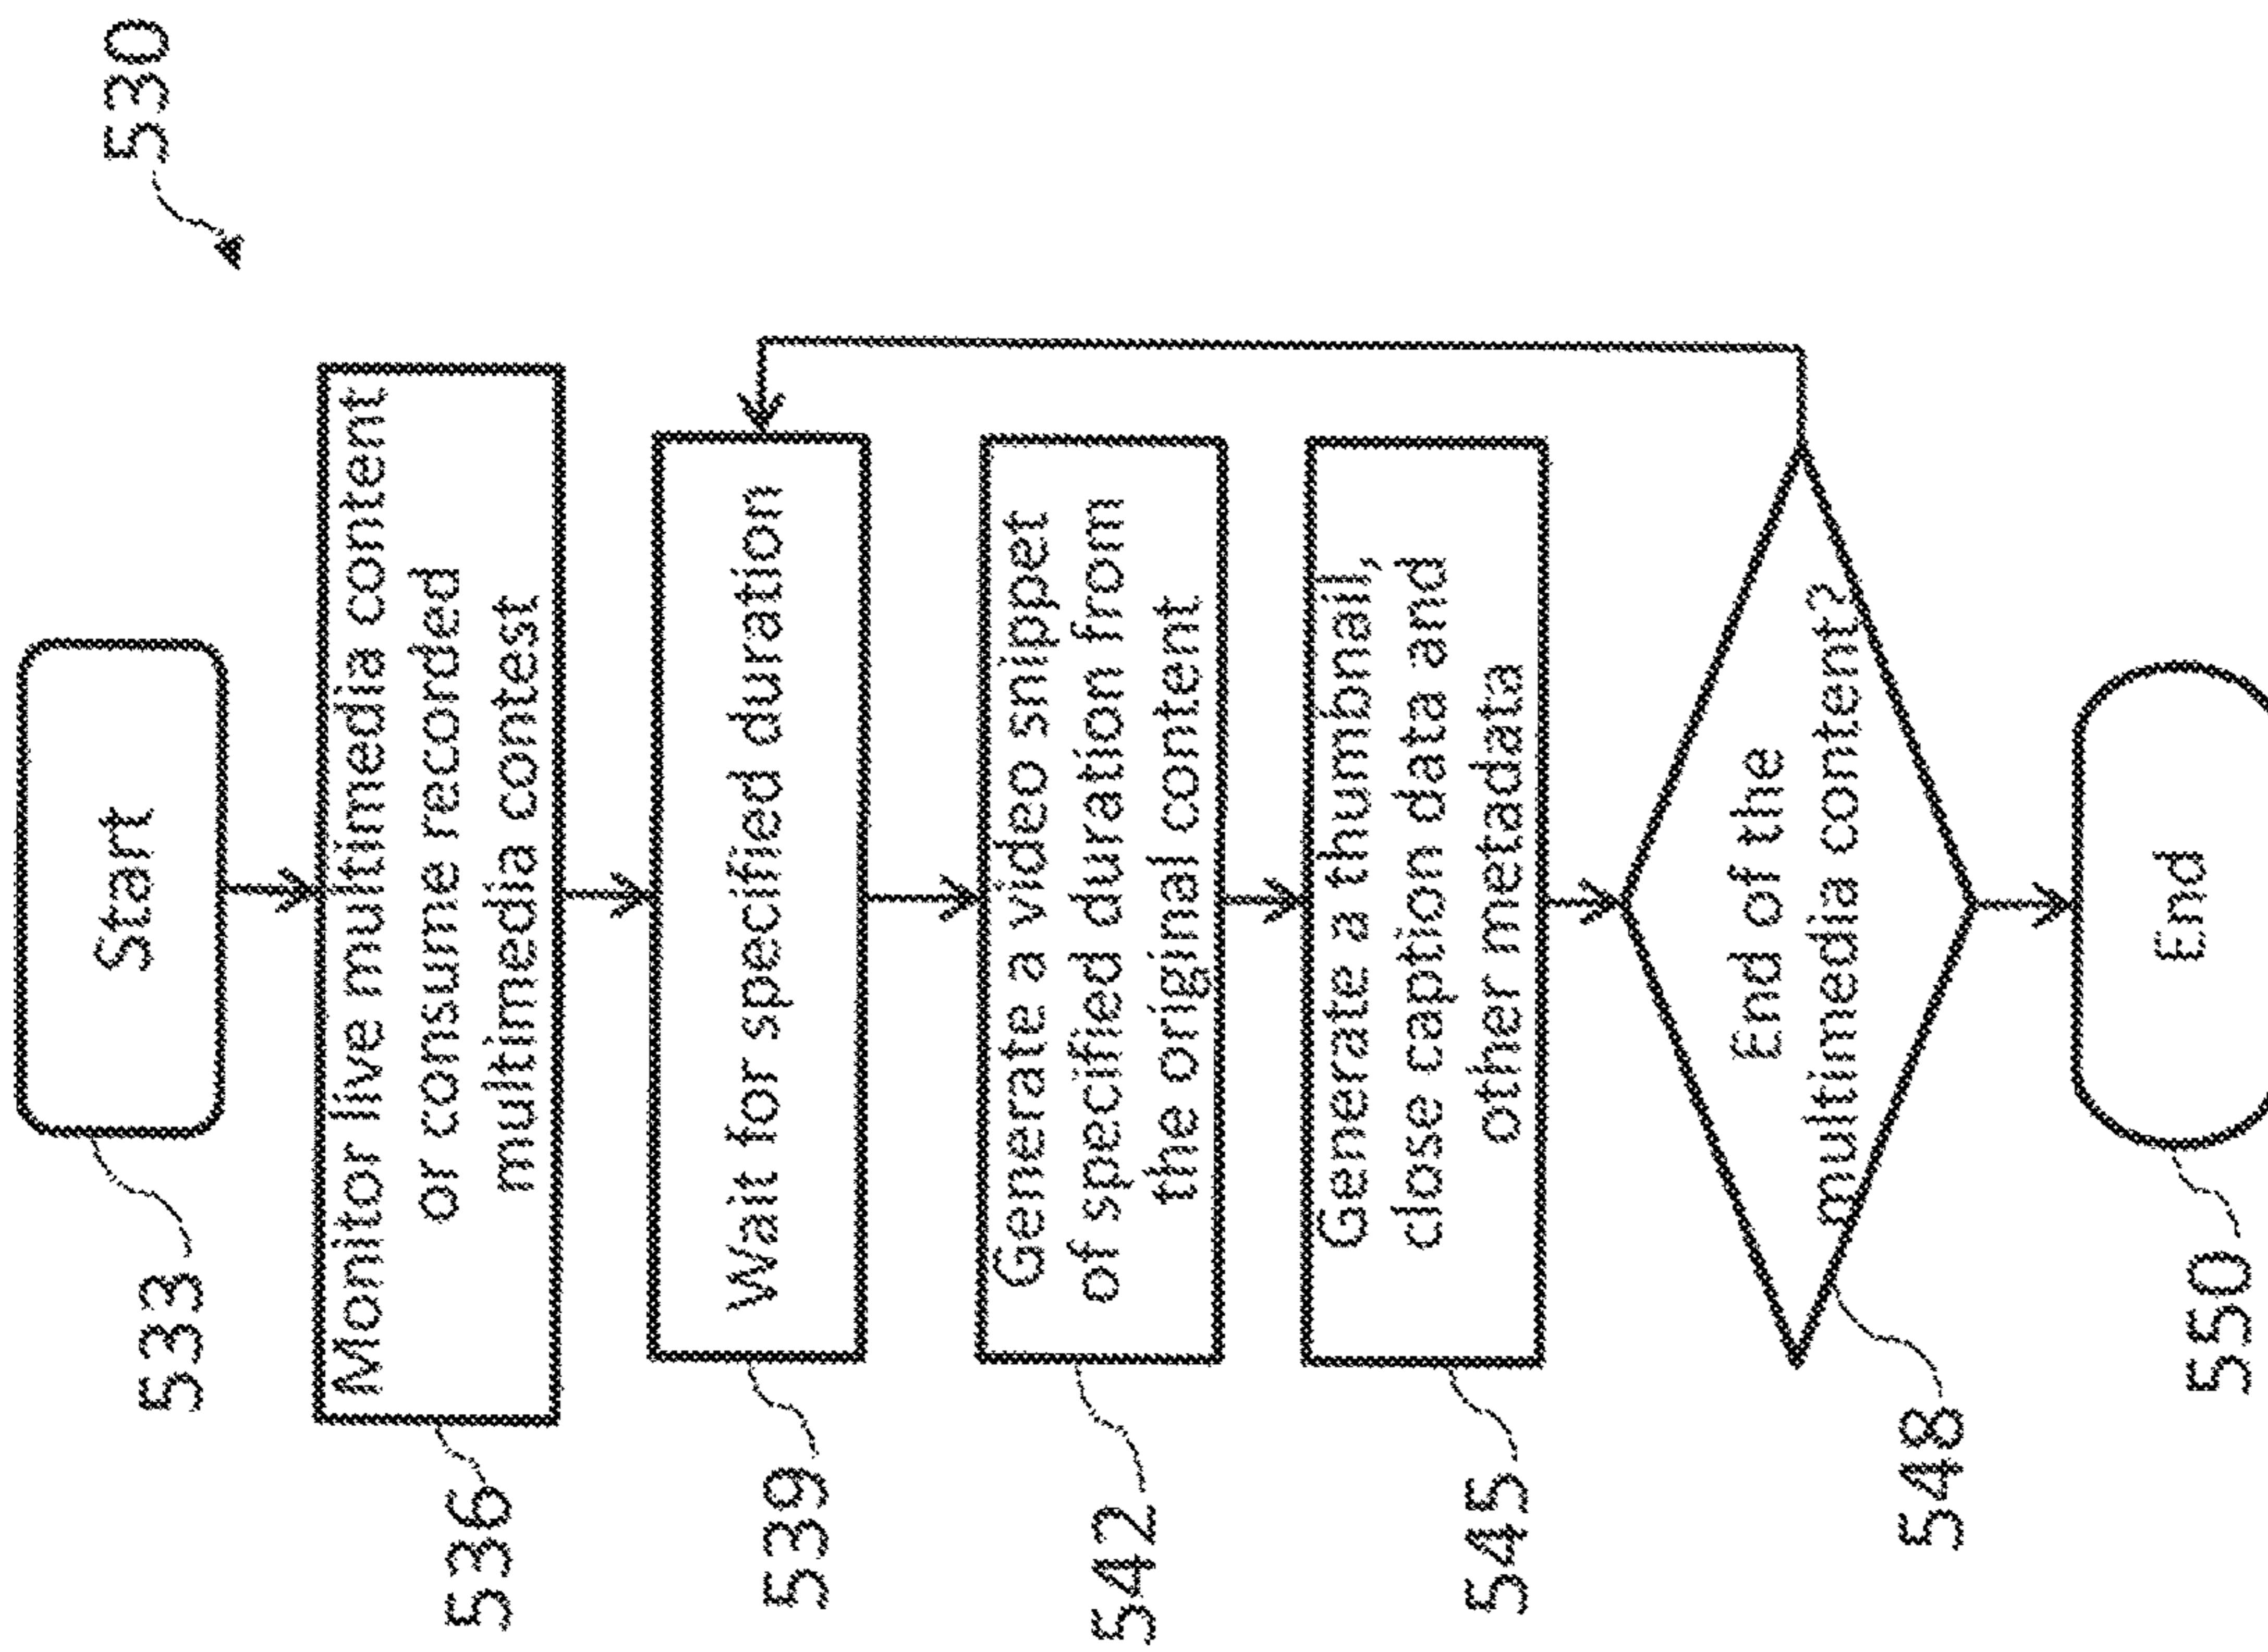 530
533
Start
536
Monitor live multimedia content
or consume recorded
multimedia contest
539
Wait for specified duration
542
Generate a video snippet
of specified duration from
the original content
545
Generate a thumbnail,
close caption data and
other metadata
548
End of the
multimedia content?
550
End